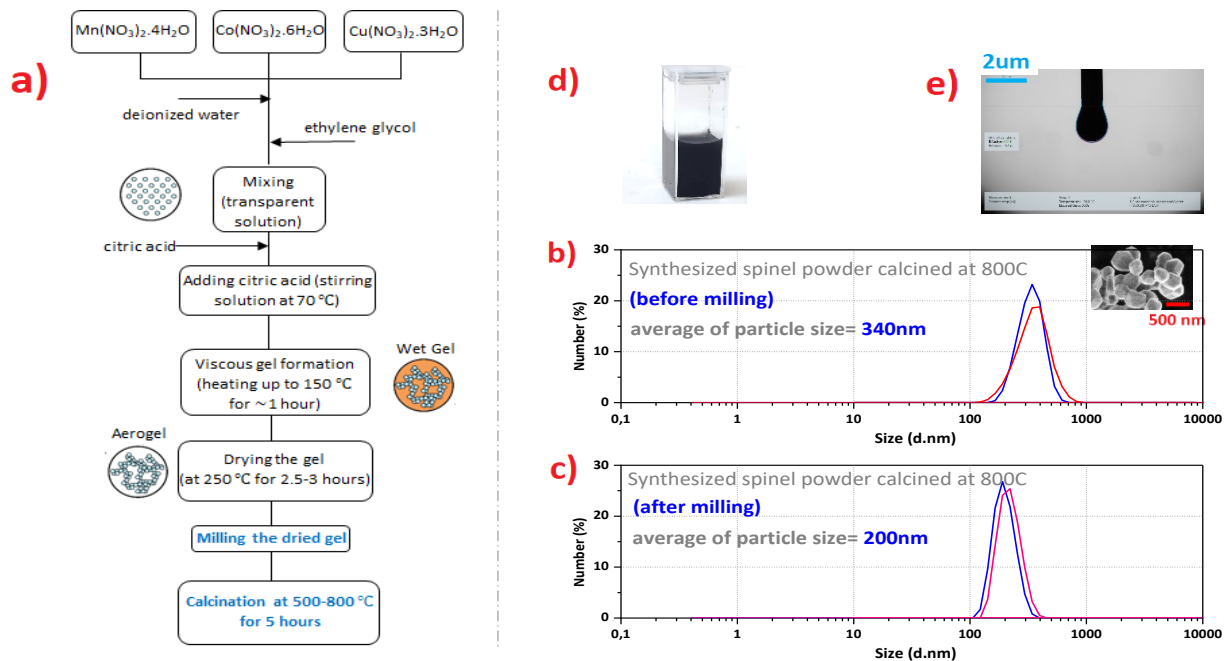 a)
Mn(NO3)2.4H2O
Co(NO3)2.6H2O
Cu(NO3)2.3H2O
deionized water
ethylene glycol
Mixing
(transparent
solution)
citric acid
Adding citric acid (stirring
solution at 70 °C)
Viscous gel formation
(heating up to 150 °C
for ~1 hour)
Wet Gel
Aerogel
Drying the gel
(at 250 °C for 2.5-3 hours)
Milling the dried gel
Calcination at 500-800 °C
for 5 hours
d)
e)
2um
b)
Synthesized spinel powder calcined at 800C
(before milling)
average of particle size= 340nm
500 nm
Number (%)
30
20
10
0
0,1
1
10
100
1000
10000
Size (d.nm)
c)
Synthesized spinel powder calcined at 800C
(after milling)
average of particle size= 200nm
Number (%)
30
20
10
0
0,1
1
10
100
1000
10000
Size (d.nm)